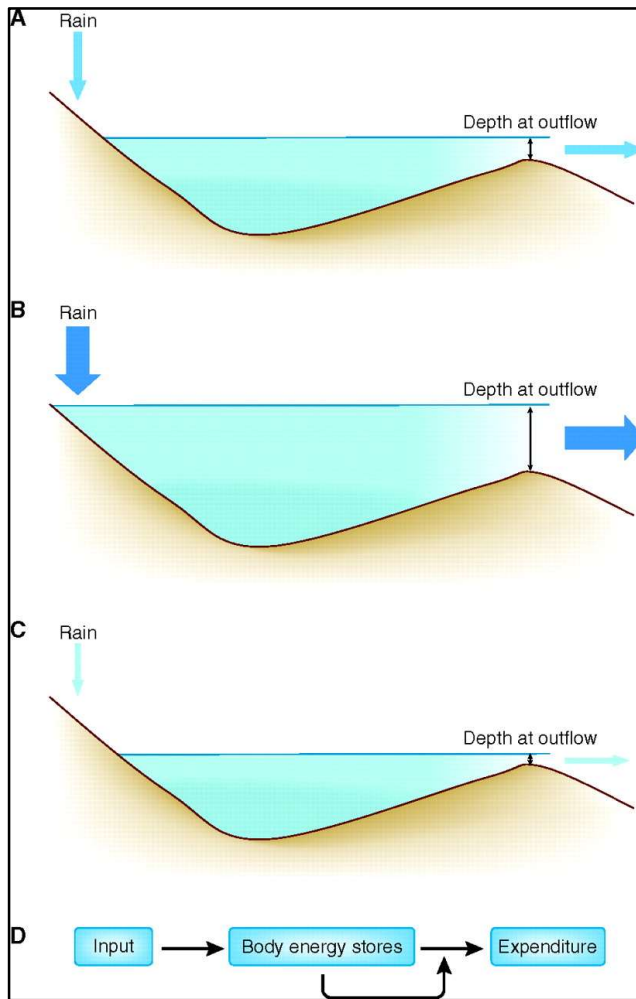 A
Rain
Depth at outflow
B
Rain
Depth at outflow
C
Rain
Depth at outflow
D
Input
Body energy stores
Expenditure